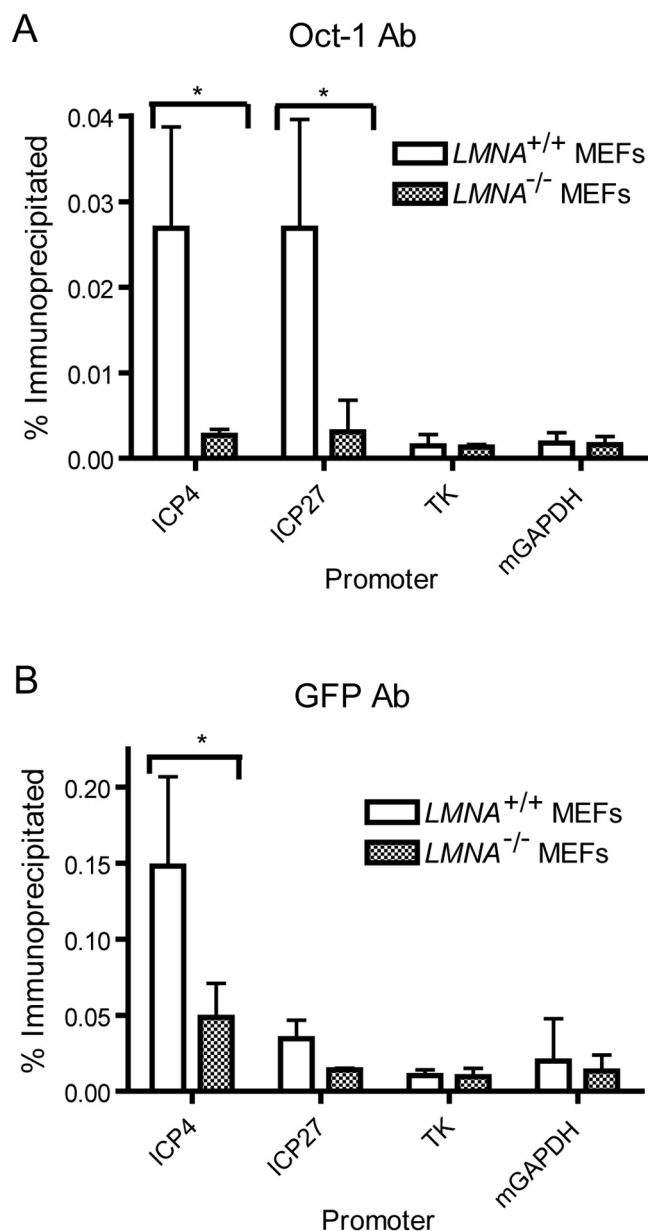 A
Oct-1 Ab
* *
0.04
0.03
0.02
0.01
0.00
% Immunoprecipitated
LMNA+/+ MEFs
LMNA-/- MEFs
ICP4
ICP27
TK
mGAPDH
Promoter
B
GFP Ab
*
0.20
0.15
0.10
0.05
0.00
% Immunoprecipitated
LMNA+/+ MEFs
LMNA-/- MEFs
ICP4
ICP27
TK
mGAPDH
Promoter